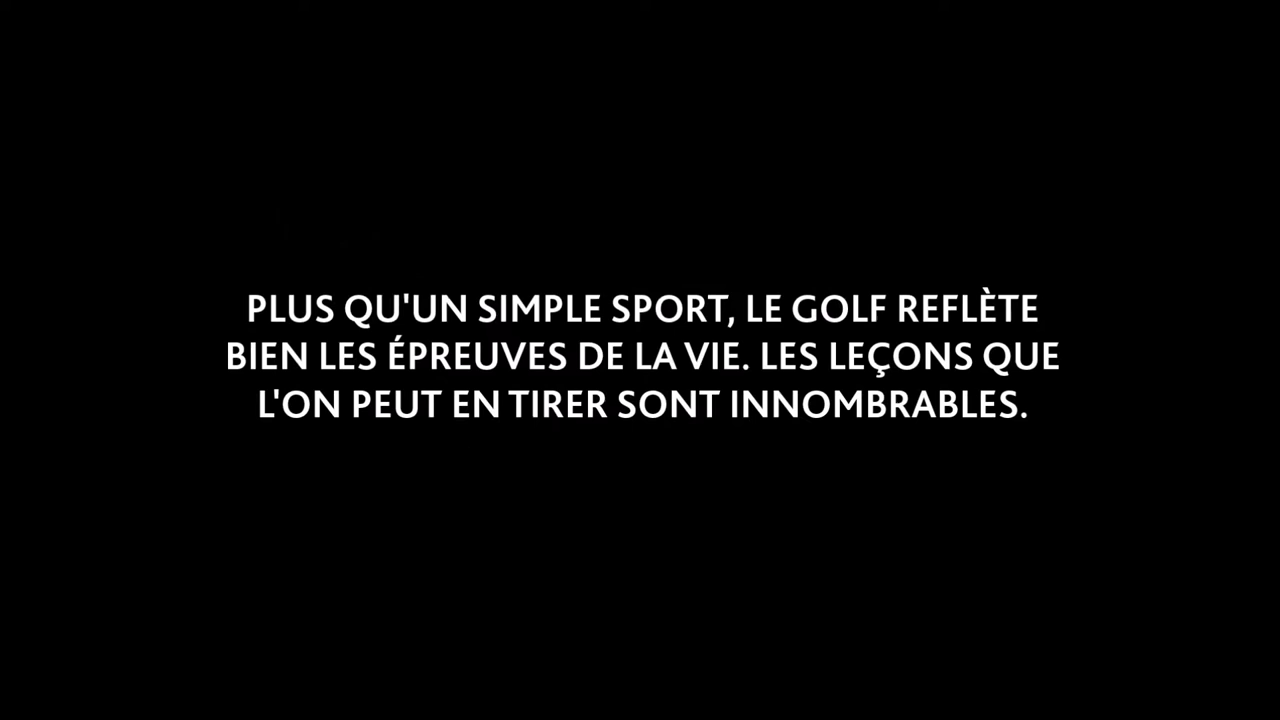 PLUS QU'UN SIMPLE SPORT, LE GOLF REFLÈTE
BIEN LES ÉPREUVES DE LA VIE. LES LEÇONS QUE
L'ON PEUT EN TIRER SONT INNOMBRABLES.